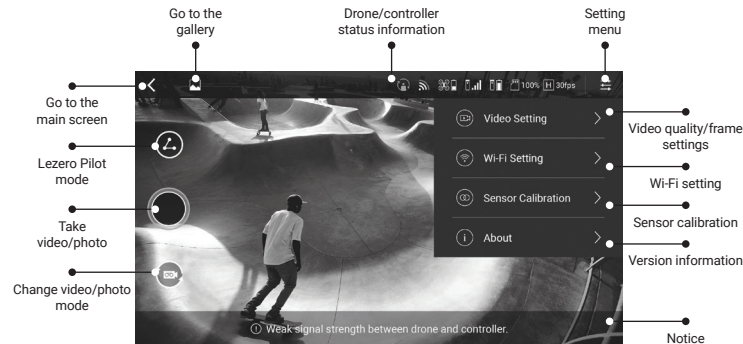 Go to the
gallery
Drone/controller
status information
Setting
menu
Go to the
main screen
Lezero Pilot
mode
Take
video/photo
Change video/photo
mode
100%
H 30fps
Video Setting
Wi-Fi Setting
Sensor Calibration
About
Weak signal strength between drone and controller.
Video quality/frame
settings
Wi-Fi setting
Sensor calibration
Version information
Notice